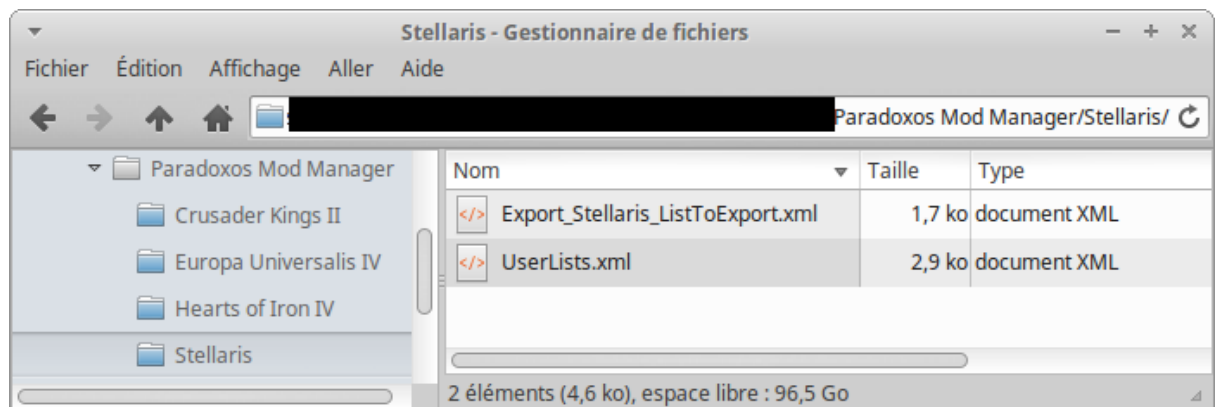 Stellaris - Gestionnaire de fichiers
Fichier Édition Affichage Aller Aide
Paradoxos Mod Manager/Stellaris/
Paradoxos Mod Manager
Crusader Kings II
Europa Universalis IV
Hearts of Iron IV
Stellaris
Nom Taille Type
Export_Stellaris_ListToExport.xml 1,7 ko document XML
UserLists.xml 2,9 ko document XML
2 éléments (4,6 ko), espace libre : 96,5 Go